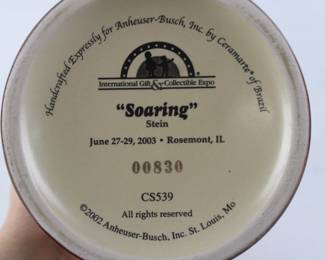 Handcrafted Expressly for Anheuser-Busch, Inc. by Ceramarte of Brazil
International Gift & Collectible Expo
"Soaring"
Stein
June 27-29, 2003 • Rosemont, IL
00830
CS539
All rights reserved
©2002 Anheuser-Busch, Inc. St. Louis, Mo